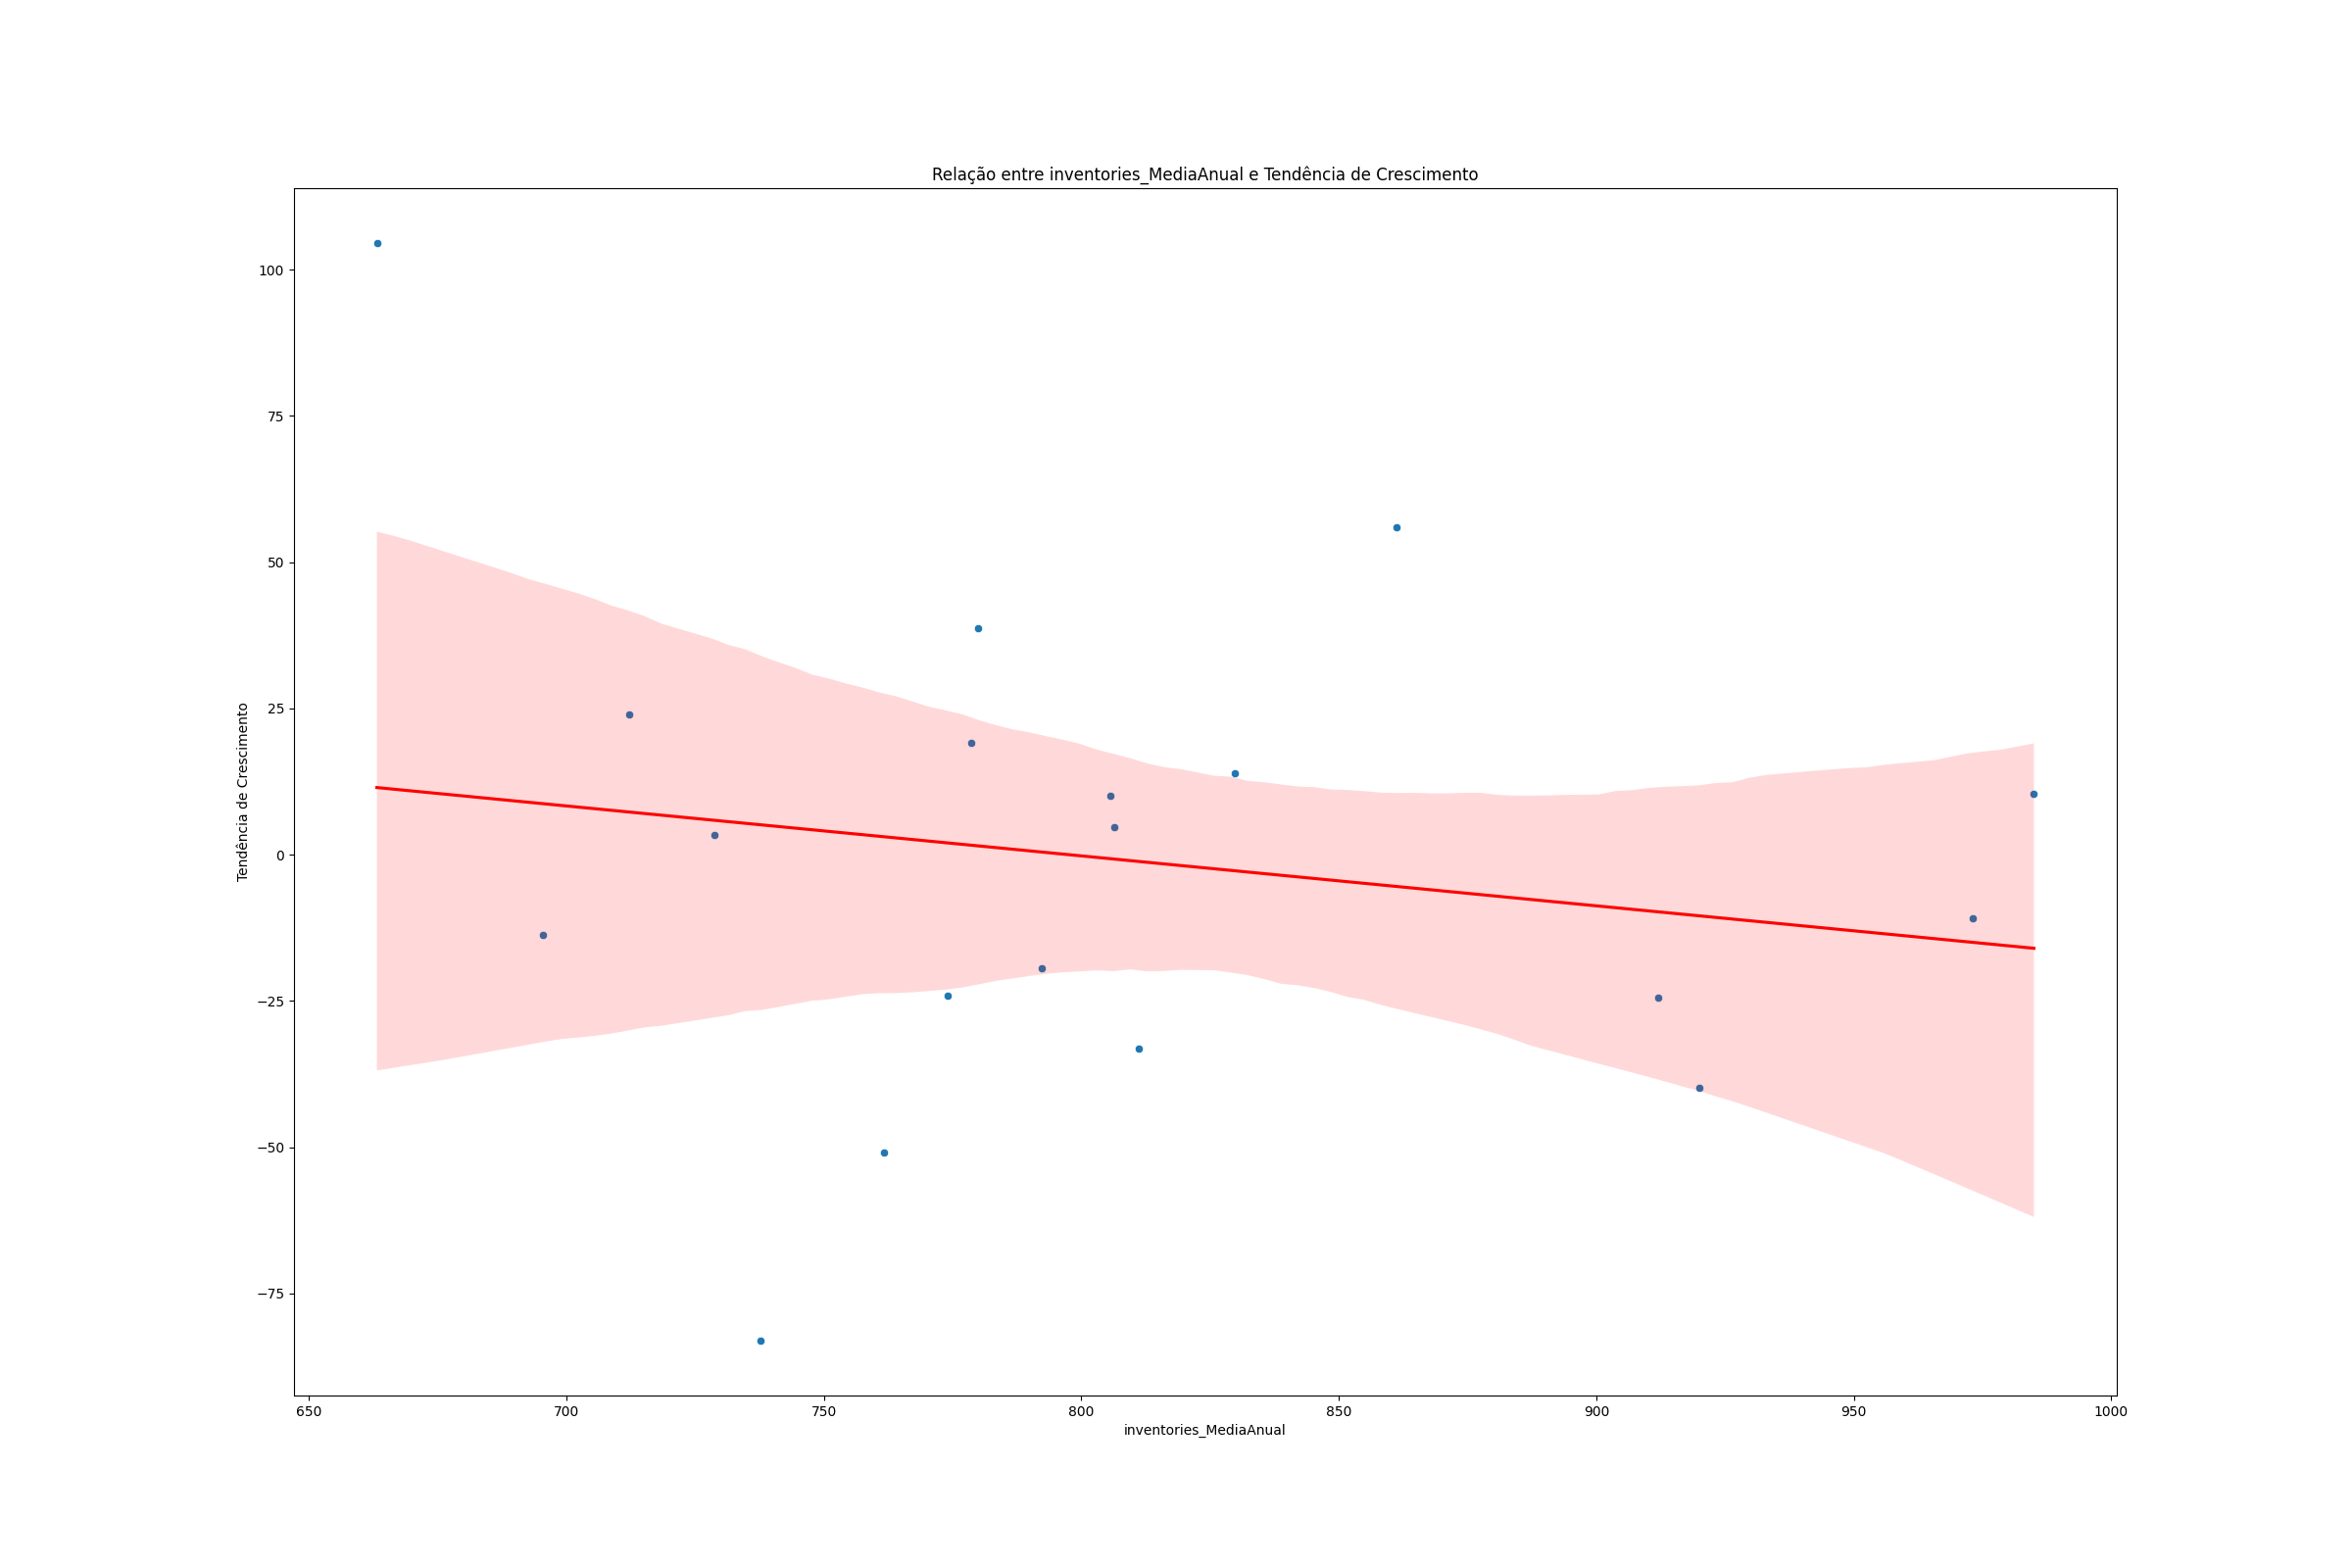 Relação entre inventories_MediaAnual e Tendência de Crescimento
100
75
50
25
0
−25
−50
−75
Tendência de Crescimento
650 700 750 800 850 900 950 1000
inventories_MediaAnual